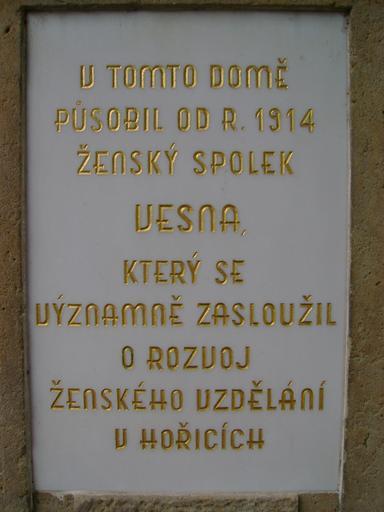 V TOMTO DOMĚ
PŮSOBIL OD R. 1914
ŽENSKÝ SPOLEK
VESNA,
KTERÝ SE
VÝZNAMNĚ ZASLOUŽIL
O ROZVOJ
ŽENSKÉHO VZDĚLÁNÍ
V HOŘICÍCH